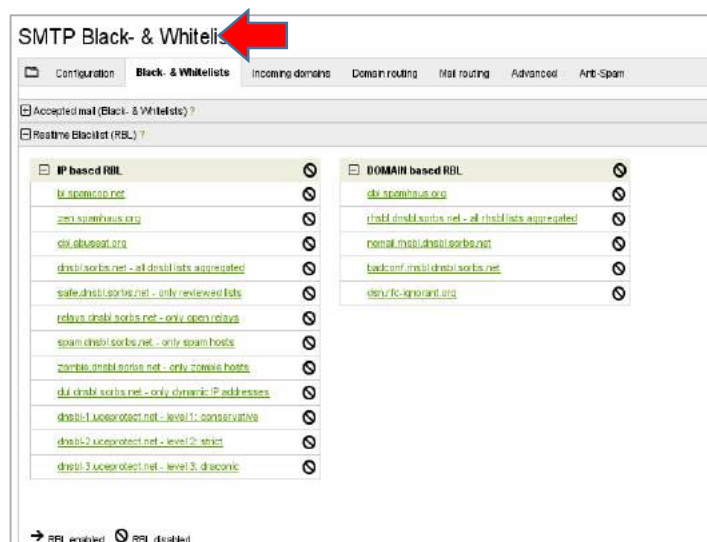 SMTP Black- & Whitelis
Configuration Black- & Whitelists Incoming domains Domain routing Mail routing Advanced Anti-Spam
Accepted mail (Black- & Whitelists) ?
Realtime Blacklist (RBL) ?
IP based RBL
bl.spamcop.net
zen.spamhaus.org
cbl.abuseat.org
dnsbl.sorbs.net - all dnsbl lists aggregated
safe.dnsbl.sorbs.net - only reviewed lists
relays.dnsbl.sorbs.net - only open relays
spam.dnsbl.sorbs.net - only spam hosts
zombie.dnsbl.sorbs.net - only zombie hosts
dul.dnsbl.sorbs.net - only dynamic IP addresses
dnsbl-1.uceprotect.net - level 1: conservative
dnsbl-2.uceprotect.net - level 2: strict
dnsbl-3.uceprotect.net - level 3: draconic
DOMAIN based RBL
dbl.spamhaus.org
rhsbl.dnsbl.sorbs.net - all rhsbl lists aggregated
nomail.rhsbl.dnsbl.sorbs.net
badconf.rhsbl.dnsbl.sorbs.net
dsn.rfc-ignorant.org
RBL enabled RBL disabled